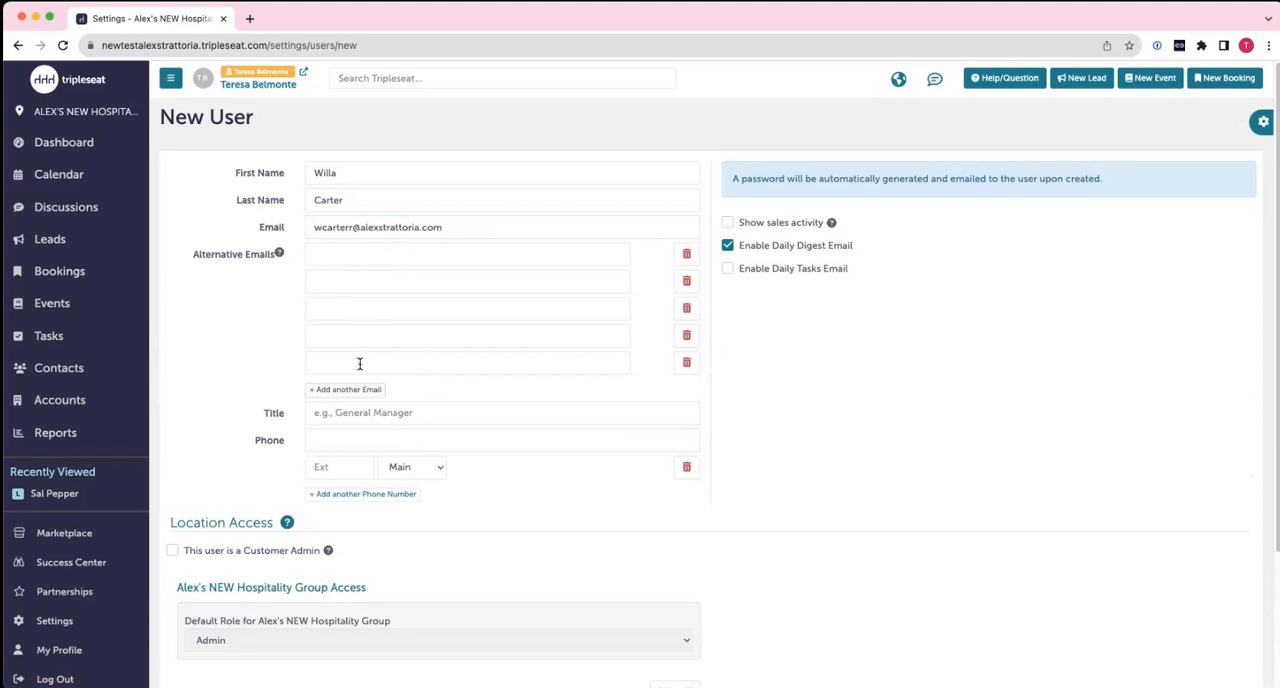 Settings - Alex's NEW Hospita
newtestalexstrattoria.tripleseat.com/settings/users/new
T
tripleseat
ALEX'S NEW HOSPITA...
Dashboard
Calendar
Discussions
Leads
Bookings
Events
Tasks
Contacts
Accounts
Reports
Recently Viewed
L Sal Pepper
Marketplace
Success Center
Partnerships
Settings
My Profile
Log Out
TB
Teresa Belmonte
Teresa Belmonte
Search Tripleseat...
Help/Question
New Lead
New Event
New Booking
New User
First Name Willa
Last Name Carter
Email wcarterr@alexstrattoria.com
Alternative Emails
+ Add another Email
Title e.g., General Manager
Phone
Ext Main
+ Add another Phone Number
A password will be automatically generated and emailed to the user upon created.
Show sales activity ?
Enable Daily Digest Email
Enable Daily Tasks Email
Location Access ?
This user is a Customer Admin ?
Alex's NEW Hospitality Group Access
Default Role for Alex's NEW Hospitality Group
Admin